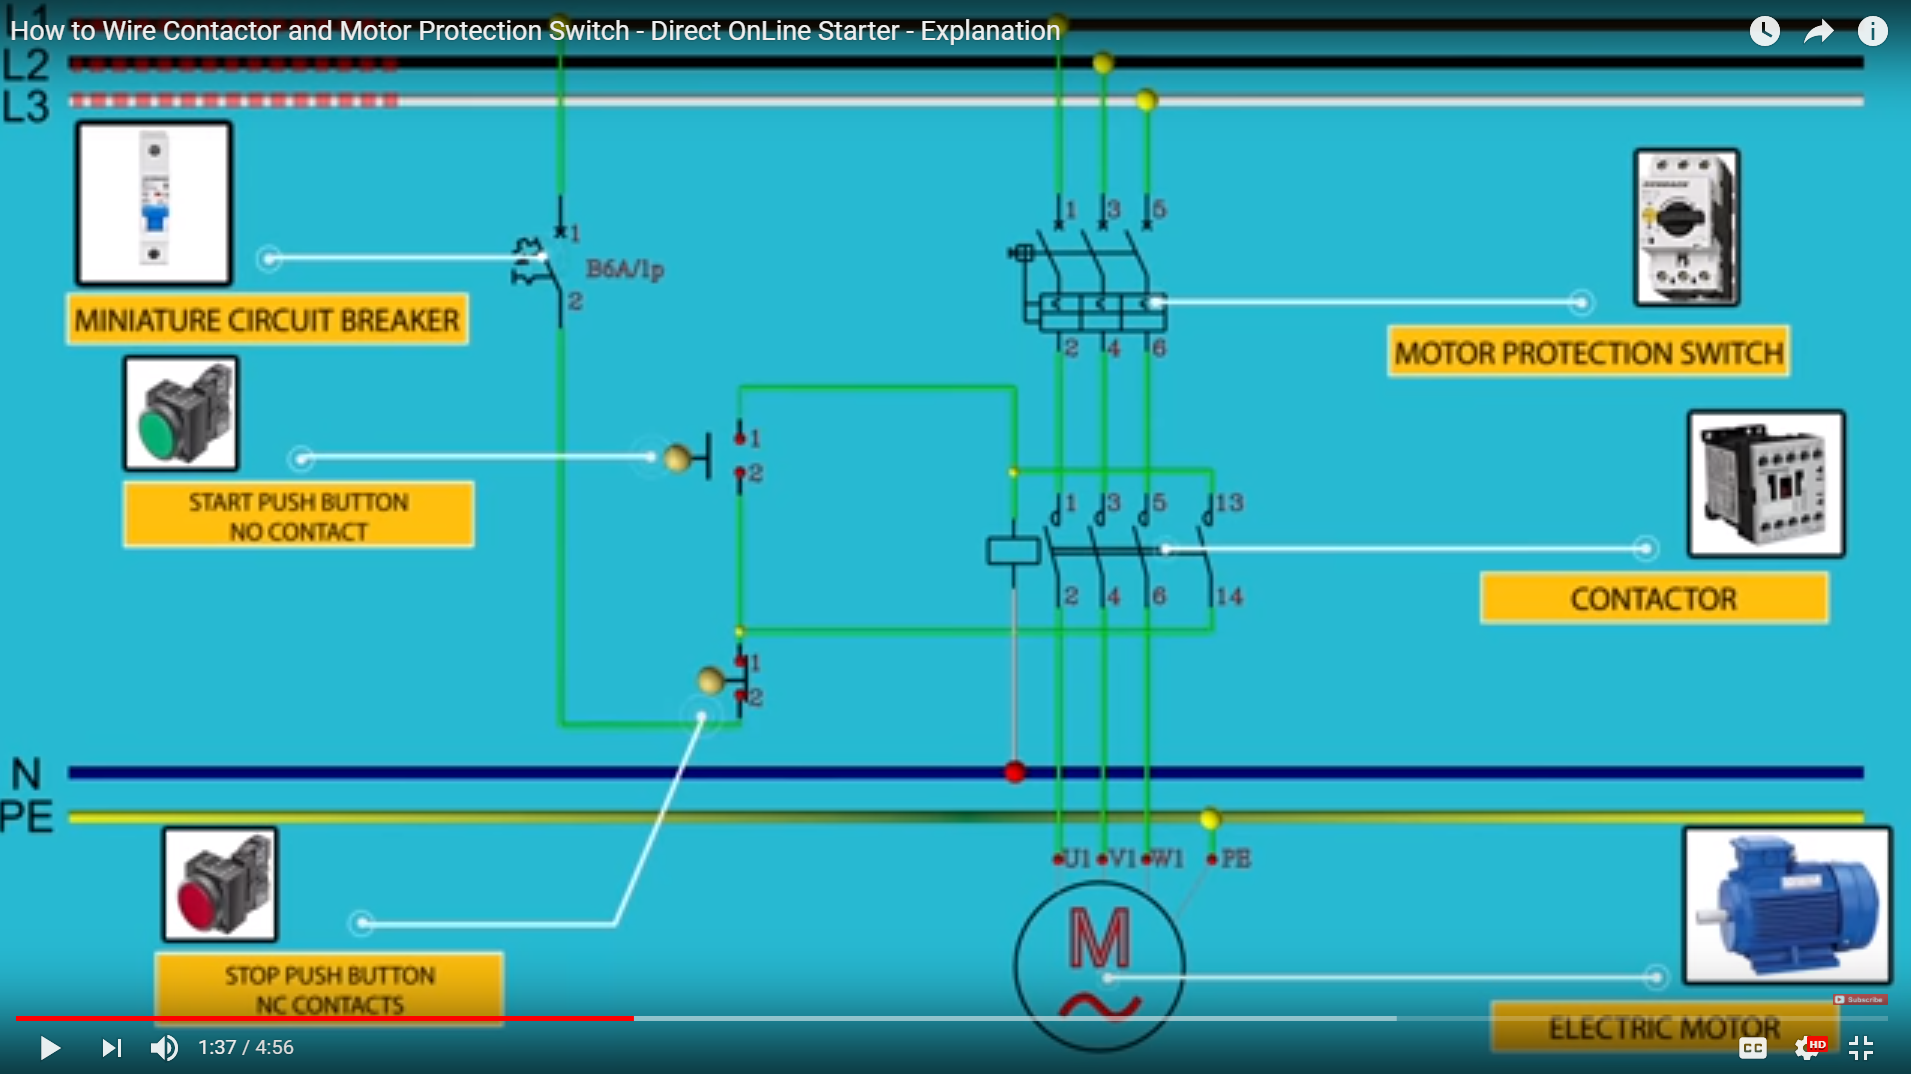 L1
How to Wire Contactor and Motor Protection Switch - Direct OnLine Starter - Explanation
L2
L3
1
3
5
1
B6A/1p
2
MINIATURE CIRCUIT BREAKER
2
4
6
MOTOR PROTECTION SWITCH
1
2
START PUSH BUTTON
NO CONTACT
1
3
5
13
2
4
6
14
CONTACTOR
1
2
N
PE
U1
V1
W1
PE
M
STOP PUSH BUTTON
NC CONTACTS
Subscribe
ELECTRIC MOTOR
1:37 / 4:56
CC
HD